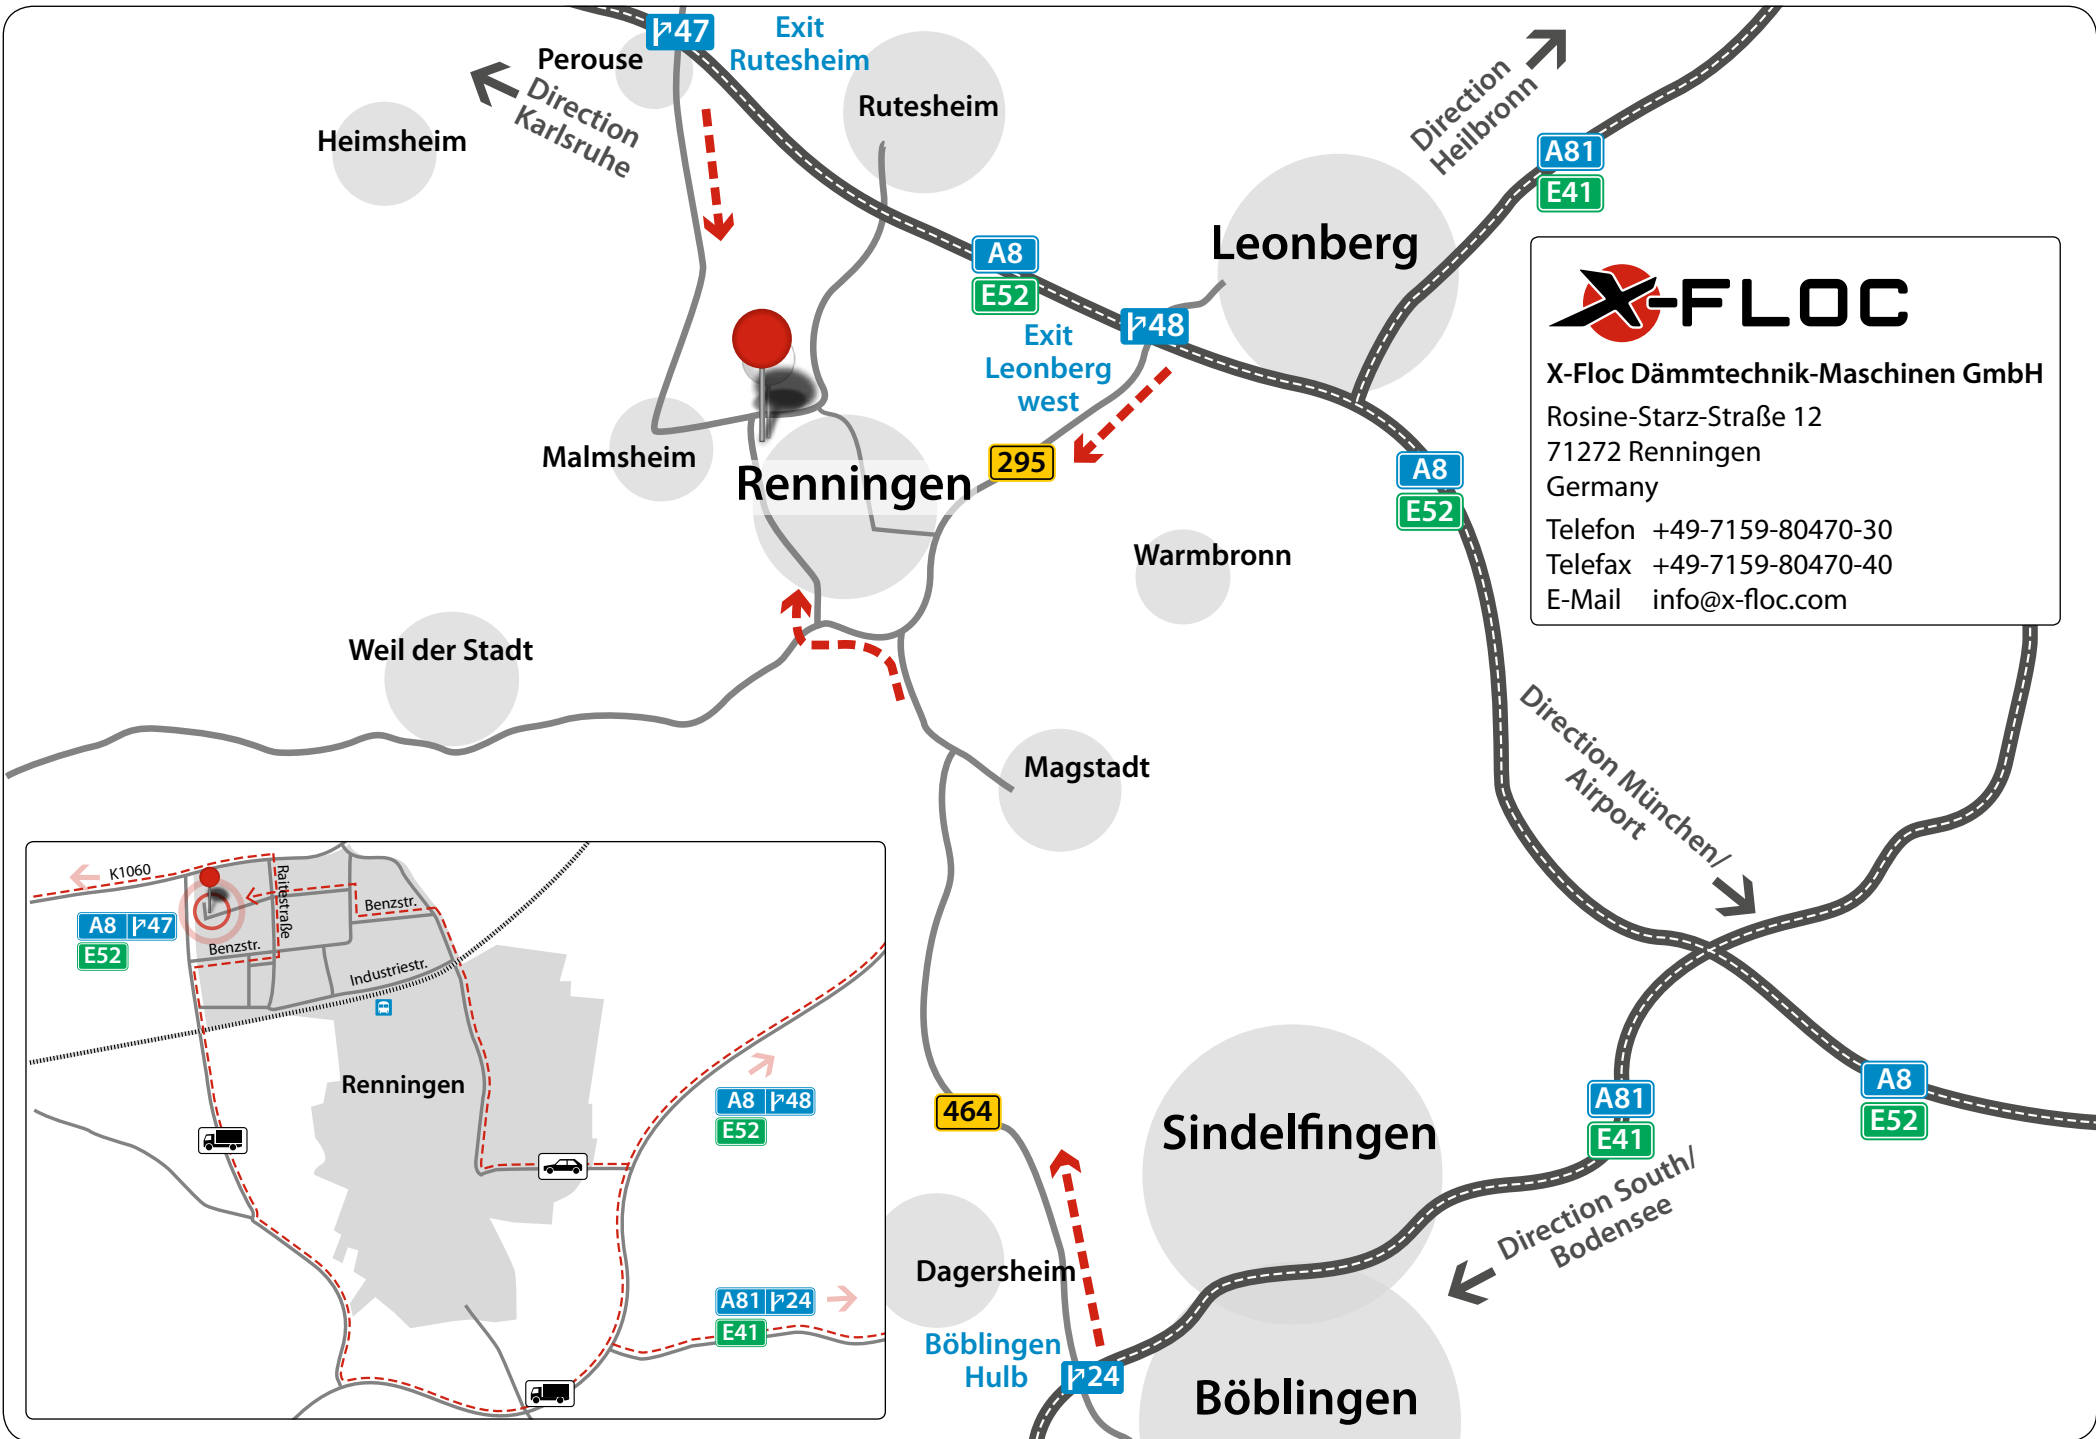 47
Exit
Rutesheim
Perouse
Direction
Karlsruhe
Heimsheim
Rutesheim
Direction
Heilbronn
A81
E41
Leonberg
A8
E52
48
Exit
Leonberg
west
X-FLOC
X-Floc Dämmtechnik-Maschinen GmbH
Rosine-Starz-Straße 12
71272 Renningen
Germany
Telefon +49-7159-80470-30
Telefax +49-7159-80470-40
E-Mail info@x-floc.com
Malmsheim
Renningen
295
A8
E52
Warmbronn
Weil der Stadt
Magstadt
Direction München/
Airport
K1060
Raitestraße
Benzstr.
A8 47
E52
Benzstr.
Industriestr.
Renningen
A8 48
E52
A81 24
E41
464
Sindelfingen
A81
E41
A8
E52
Direction South/
Bodensee
Dagersheim
Böblingen
Hulb
24
Böblingen